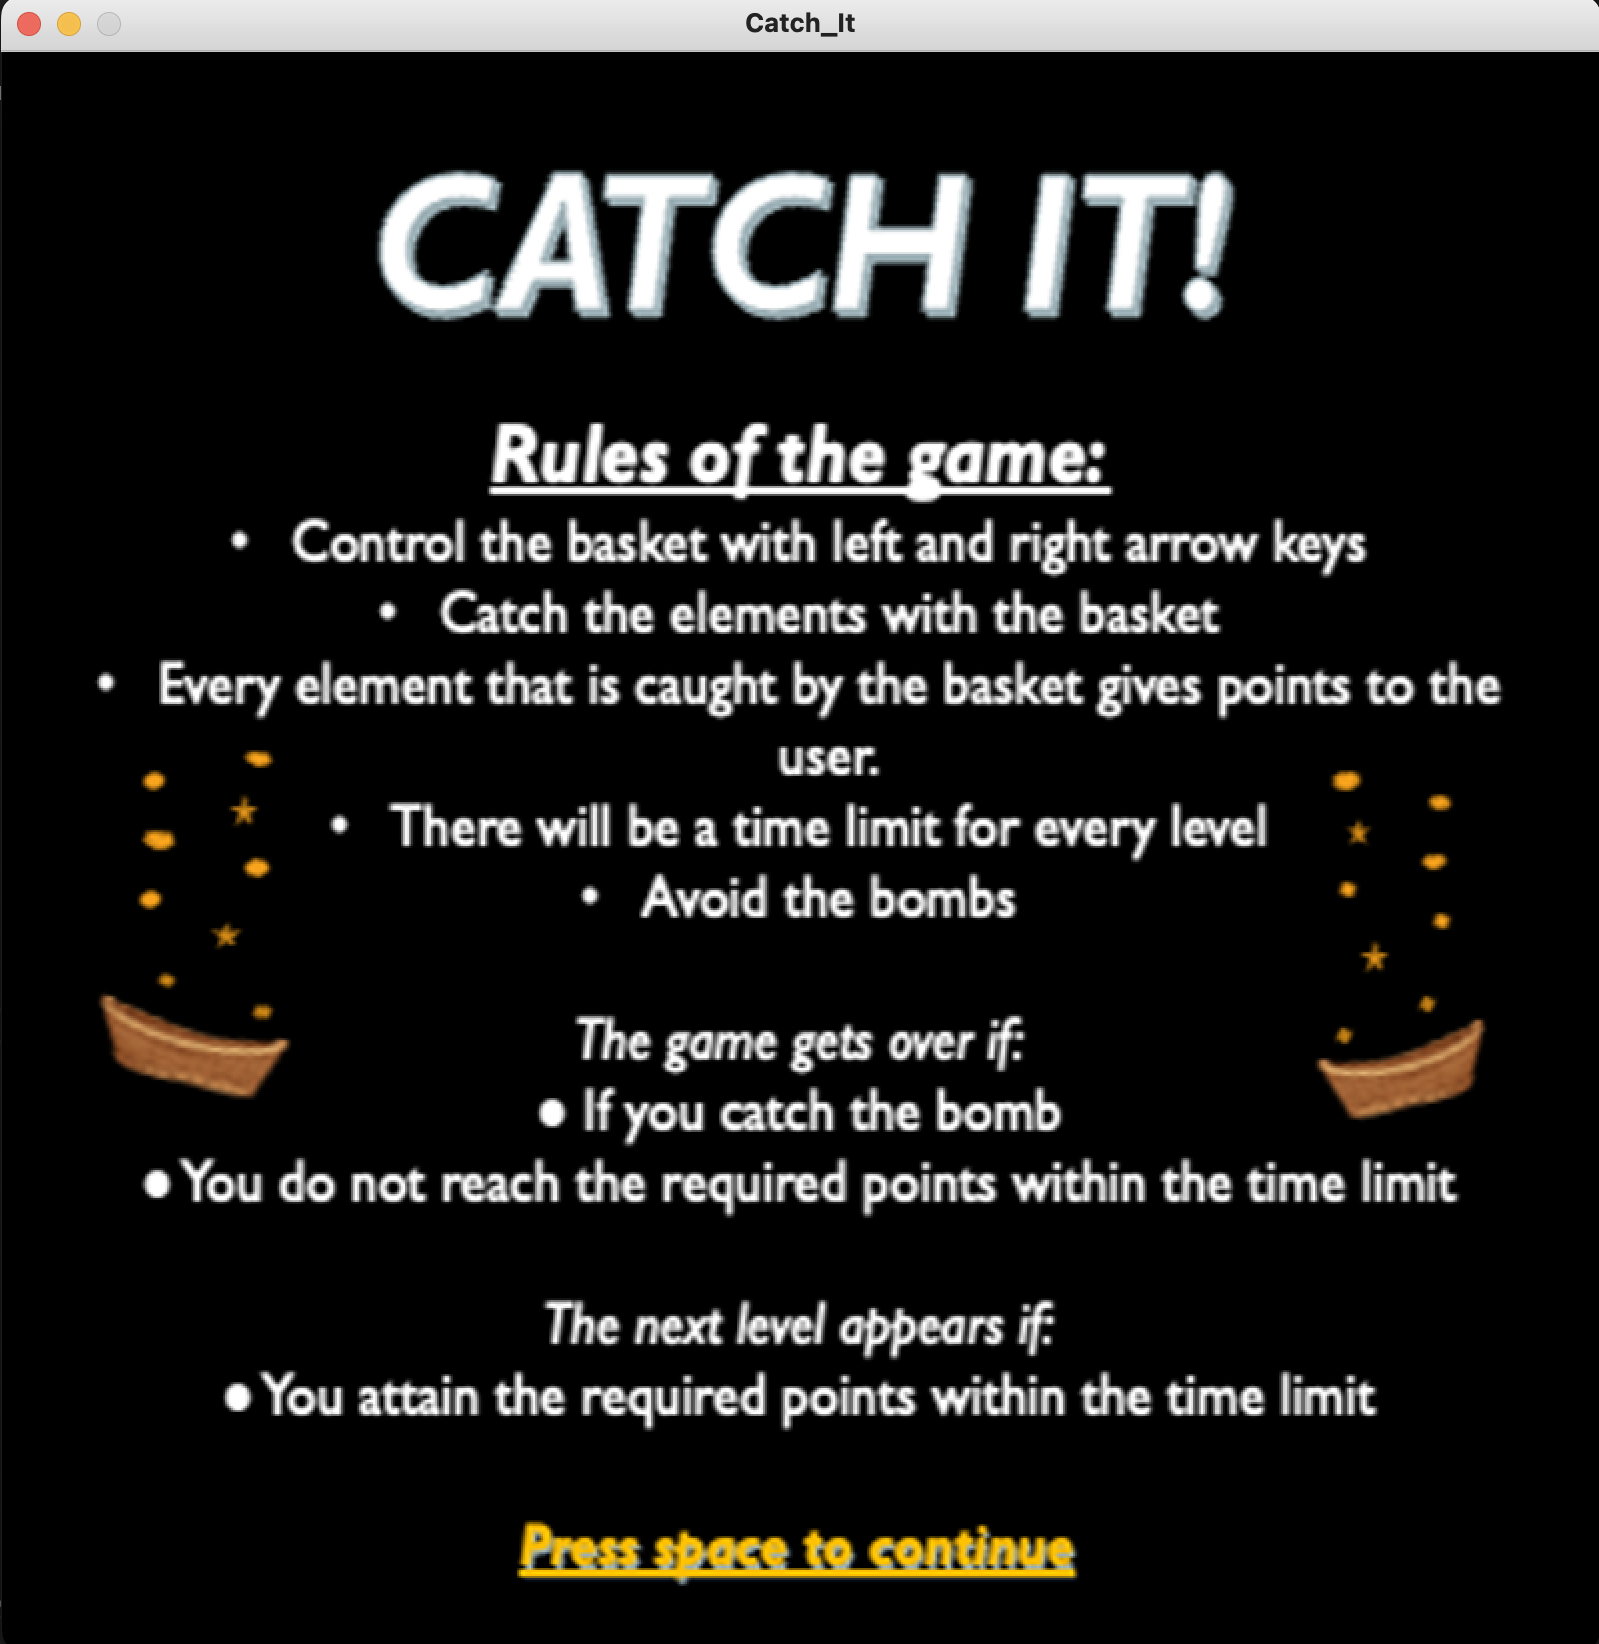 Catch_It
CATCH IT!
Rules of the game:
• Control the basket with left and right arrow keys
• Catch the elements with the basket
• Every element that is caught by the basket gives points to the
user.
• There will be a time limit for every level
• Avoid the bombs
The game gets over if:
● If you catch the bomb
● You do not reach the required points within the time limit
The next level appears if:
● You attain the required points within the time limit
Press space to continue